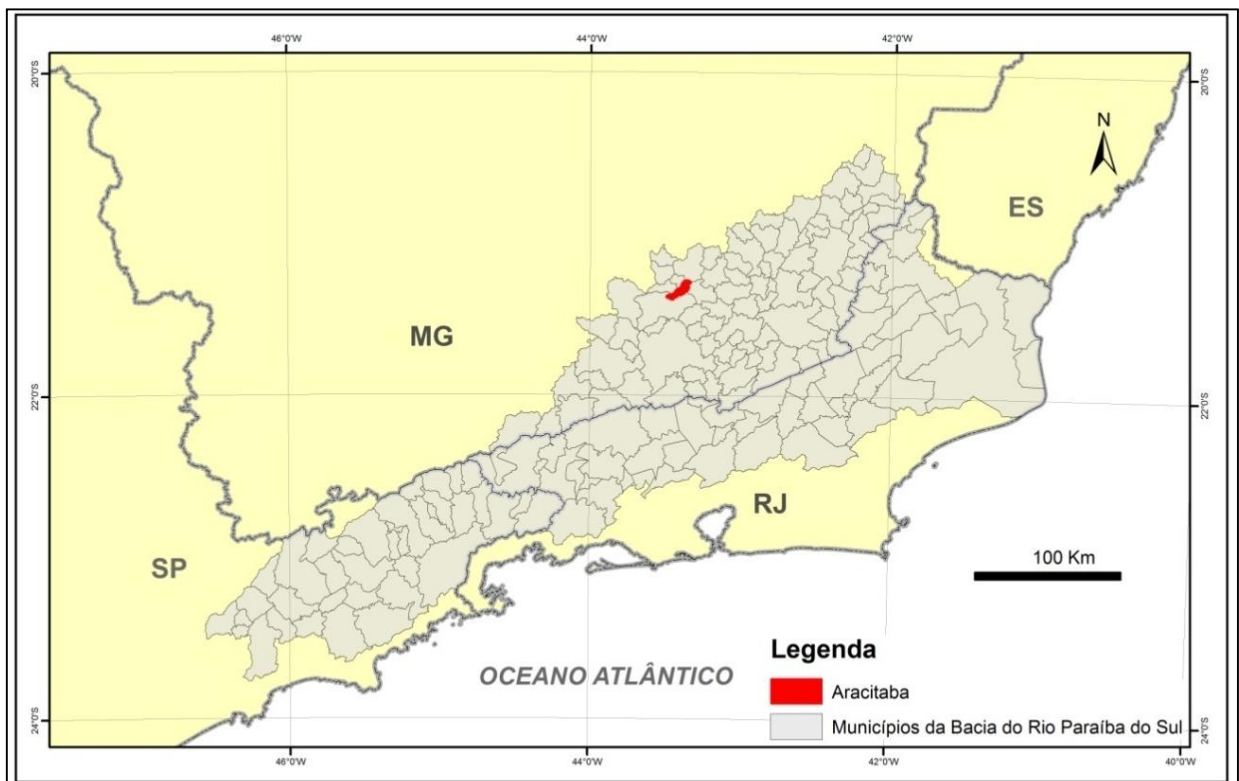 46°0'W
44°0'W
42°0'W
20°0'S
20°0'S
N
ES
MG
22°0'S
22°0'S
RJ
SP
100 Km
Legenda
OCEANO ATLÂNTICO
Aracitaba
Municípios da Bacia do Rio Paraíba do Sul
24°0'S
24°0'S
46°0'W
44°0'W
42°0'W
40°0'W